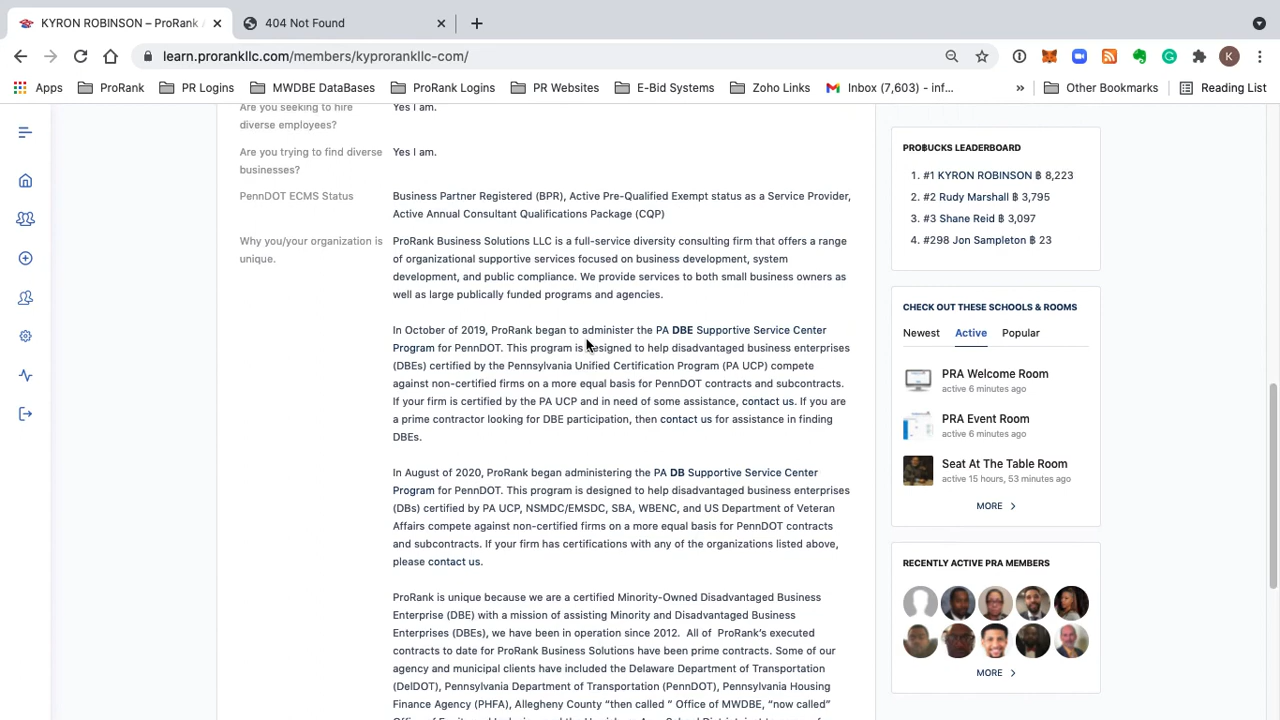 KYRON ROBINSON – ProRank
404 Not Found
learn.prorankllc.com/members/kyprorankllc-com/
K
Apps
ProRank
PR Logins
MWDBE DataBases
ProRank Logins
PR Websites
E-Bid Systems
Zoho Links
Inbox (7,603) - inf...
»
Other Bookmarks
Reading List
Are you seeking to hire
diverse employees?
Yes I am.
Are you trying to find diverse
businesses?
Yes I am.
PennDOT ECMS Status
Business Partner Registered (BPR), Active Pre-Qualified Exempt status as a Service Provider,
Active Annual Consultant Qualifications Package (CQP)
Why you/your organization is
unique.
ProRank Business Solutions LLC is a full-service diversity consulting firm that offers a range
of organizational supportive services focused on business development, system
development, and public compliance. We provide services to both small business owners as
well as large publically funded programs and agencies.
In October of 2019, ProRank began to administer the PA DBE Supportive Service Center
Program for PennDOT. This program is designed to help disadvantaged business enterprises
(DBEs) certified by the Pennsylvania Unified Certification Program (PA UCP) compete
against non-certified firms on a more equal basis for PennDOT contracts and subcontracts.
If your firm is certified by the PA UCP and in need of some assistance, contact us. If you are
a prime contractor looking for DBE participation, then contact us for assistance in finding
DBEs.
In August of 2020, ProRank began administering the PA DB Supportive Service Center
Program for PennDOT. This program is designed to help disadvantaged business enterprises
(DBs) certified by PA UCP, NSMDC/EMSDC, SBA, WBENC, and US Department of Veteran
Affairs compete against non-certified firms on a more equal basis for PennDOT contracts
and subcontracts. If your firm has certifications with any of the organizations listed above,
please contact us.
ProRank is unique because we are a certified Minority-Owned Disadvantaged Business
Enterprise (DBE) with a mission of assisting Minority and Disadvantaged Business
Enterprises (DBEs), we have been in operation since 2012.  All of  ProRank's executed
contracts to date for ProRank Business Solutions have been prime contracts. Some of our
agency and municipal clients have included the Delaware Department of Transportation
(DelDOT), Pennsylvania Department of Transportation (PennDOT), Pennsylvania Housing
Finance Agency (PHFA), Allegheny County “then called ” Office of MWDBE, “now called”
PROɃUCKS LEADERBOARD
1. #1 KYRON ROBINSON ฿ 8,223
2. #2 Rudy Marshall ฿ 3,795
3. #3 Shane Reid ฿ 3,097
4. #298 Jon Sampleton ฿ 23
CHECK OUT THESE SCHOOLS & ROOMS
Newest Active Popular
PRA Welcome Room
active 6 minutes ago
PRA Event Room
active 6 minutes ago
Seat At The Table Room
active 15 hours, 53 minutes ago
MORE
RECENTLY ACTIVE PRA MEMBERS
MORE